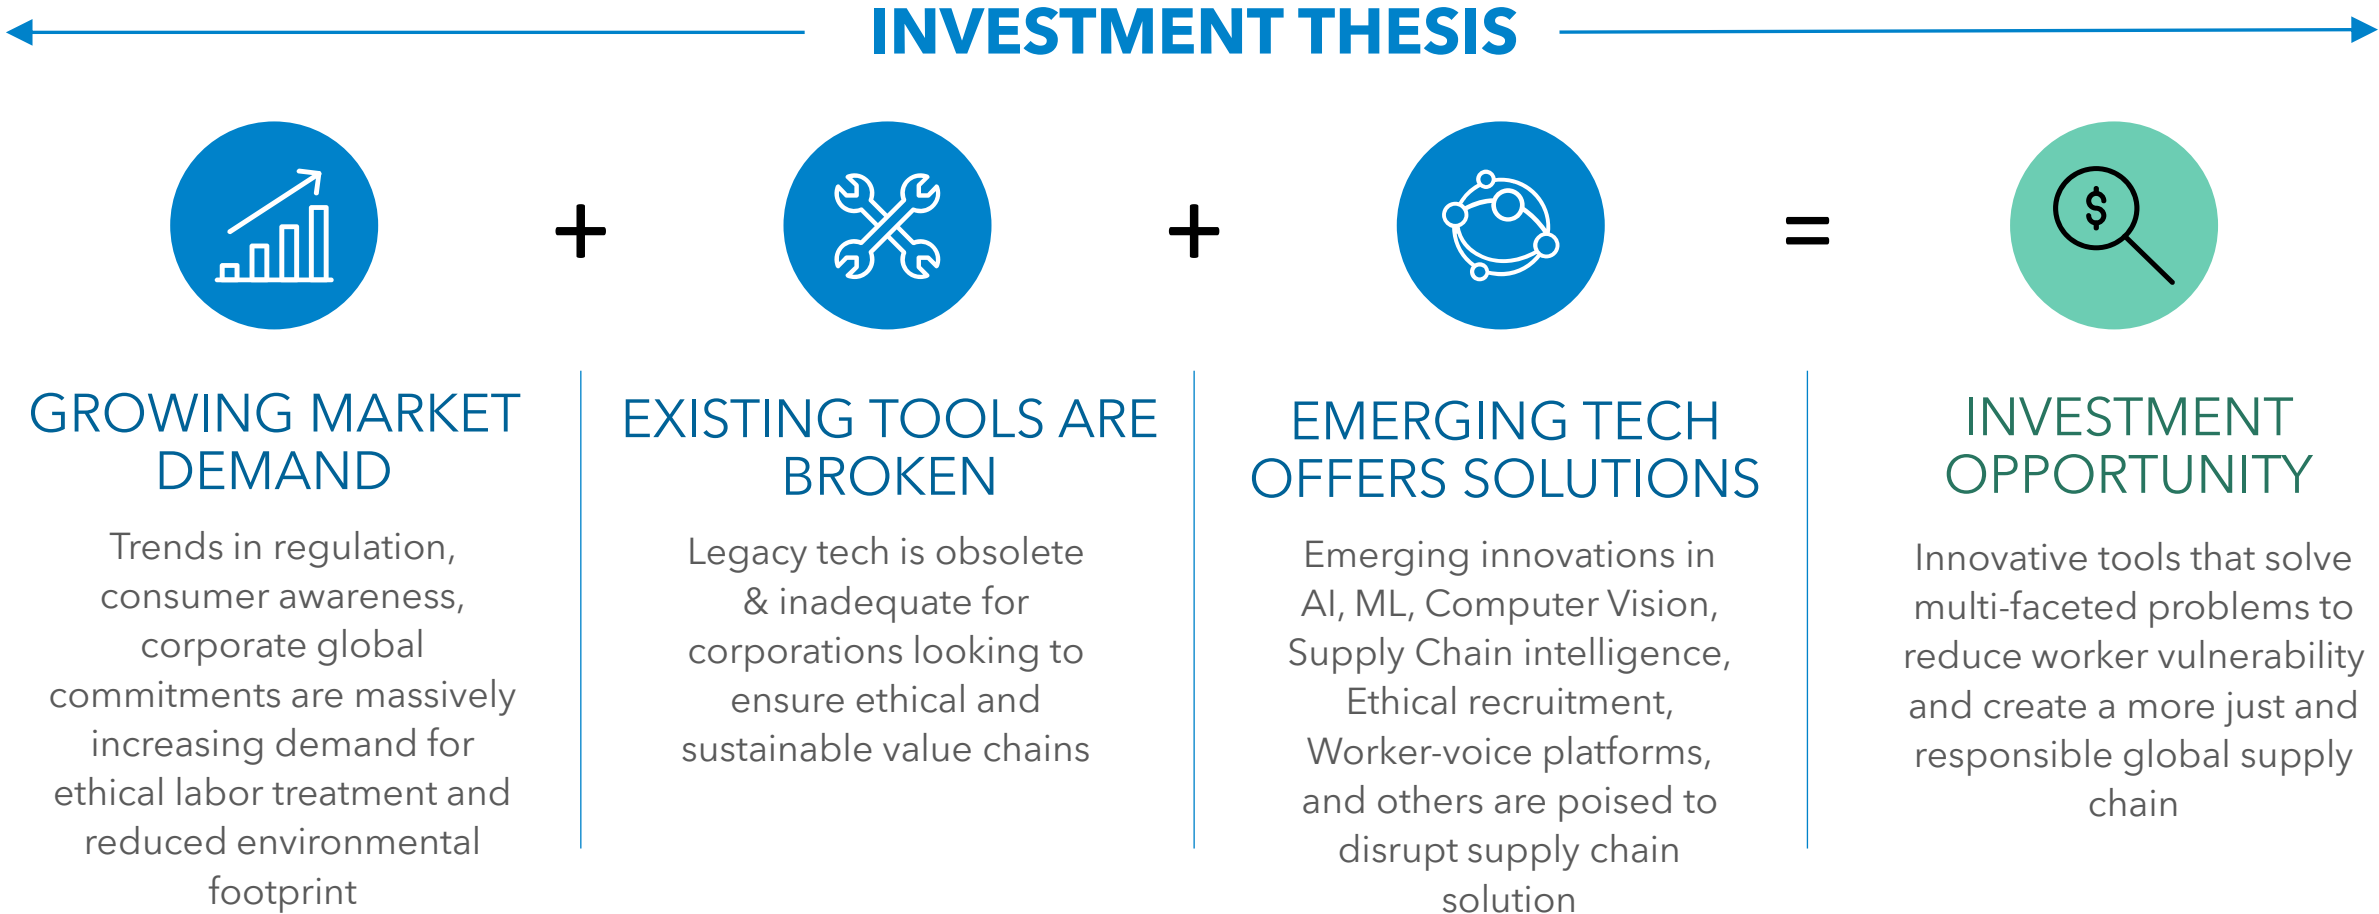 INVESTMENT THESIS
+
+
=
$
GROWING MARKET
DEMAND
Trends in regulation,
consumer awareness,
corporate global
commitments are massively
increasing demand for
ethical labor treatment and
reduced environmental
footprint
EXISTING TOOLS ARE
BROKEN
Legacy tech is obsolete
& inadequate for
corporations looking to
ensure ethical and
sustainable value chains
EMERGING TECH
OFFERS SOLUTIONS
Emerging innovations in
AI, ML, Computer Vision,
Supply Chain intelligence,
Ethical recruitment,
Worker-voice platforms,
and others are poised to
disrupt supply chain
solution
INVESTMENT
OPPORTUNITY
Innovative tools that solve
multi-faceted problems to
reduce worker vulnerability
and create a more just and
responsible global supply
chain